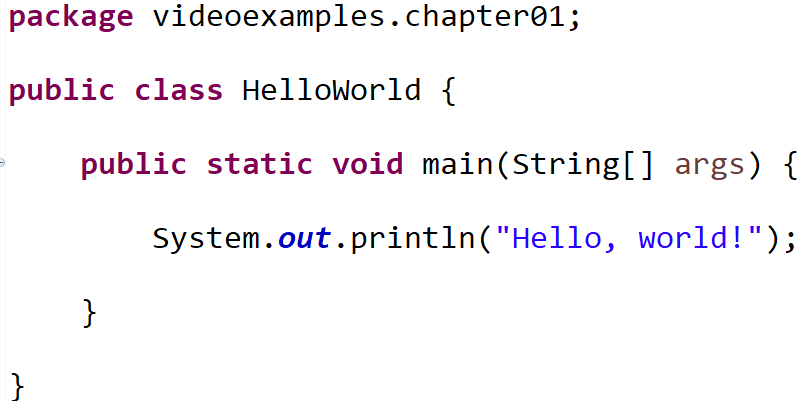 package videoexamples.chapter01;
public class HelloWorld {
public static void main(String[] args) {
System.out.println("Hello, world!");
}
}